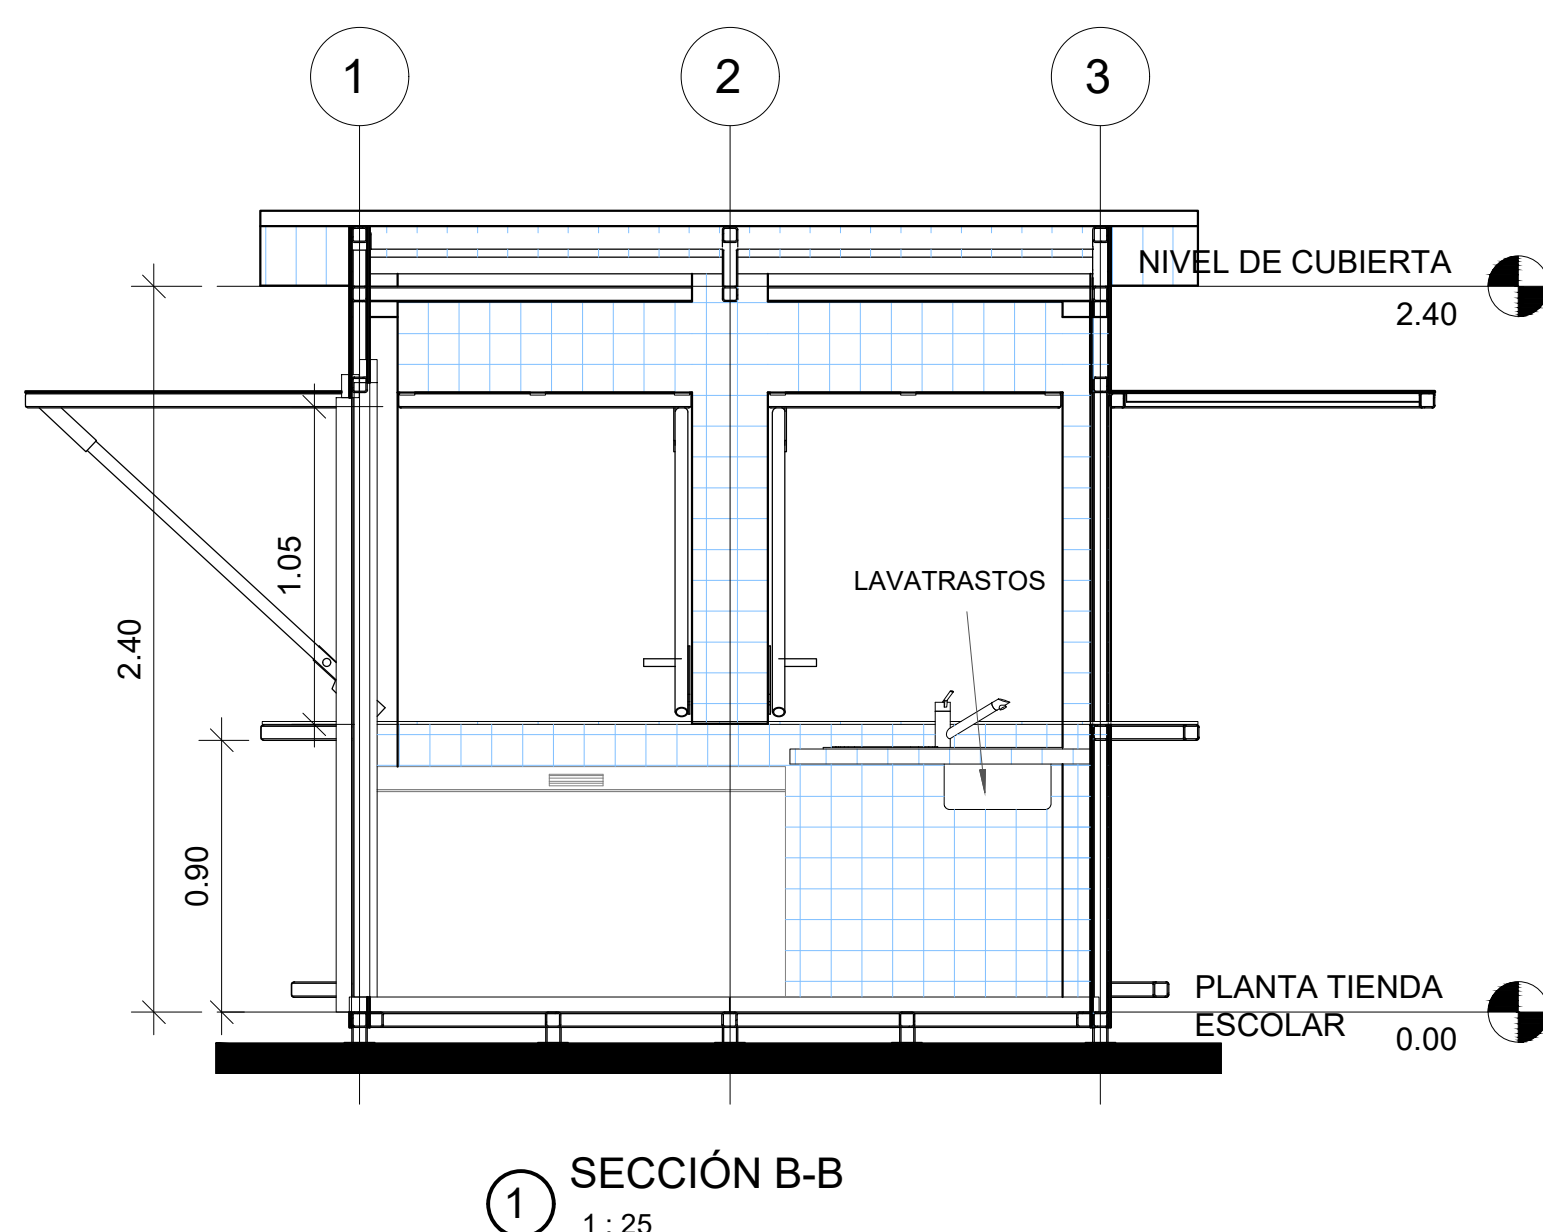 1
2
3
NIVEL DE CUBIERTA
2.40
1.05
2.40
LAVATRASTOS
0.90
PLANTA TIENDA
ESCOLAR
0.00
1
SECCIÓN B-B
1 : 25